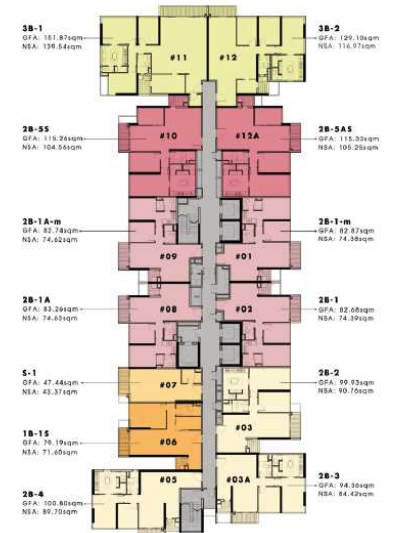 3B-1
GFA: 151.87sqm
NSA: 139.54sqm
3B-2
GFA: 129.10sqm
NSA: 116.97sqm
#11
#12
2B-5S
GFA: 115.26sqm
NSA: 104.56sqm
#10
#12A
2B-5AS
GFA: 115.33sqm
NSA: 105.25sqm
2B-1A-m
GFA: 82.74sqm
NSA: 74.62sqm
#09
#01
2B-1-m
GFA: 82.87sqm
NSA: 74.38sqm
2B-1A
GFA: 83.26sqm
NSA: 74.65sqm
#08
#02
2B-1
GFA: 82.68sqm
NSA: 74.39sqm
S-1
GFA: 47.44sqm
NSA: 43.37sqm
#07
2B-2
GFA: 99.93sqm
NSA: 90.76sqm
1B-1S
GFA: 79.19sqm
NSA: 71.60sqm
#06
#03
2B-4
GFA: 100.80sqm
NSA: 89.70sqm
#05
#03A
2B-3
GFA: 94.36sqm
NSA: 84.42sqm